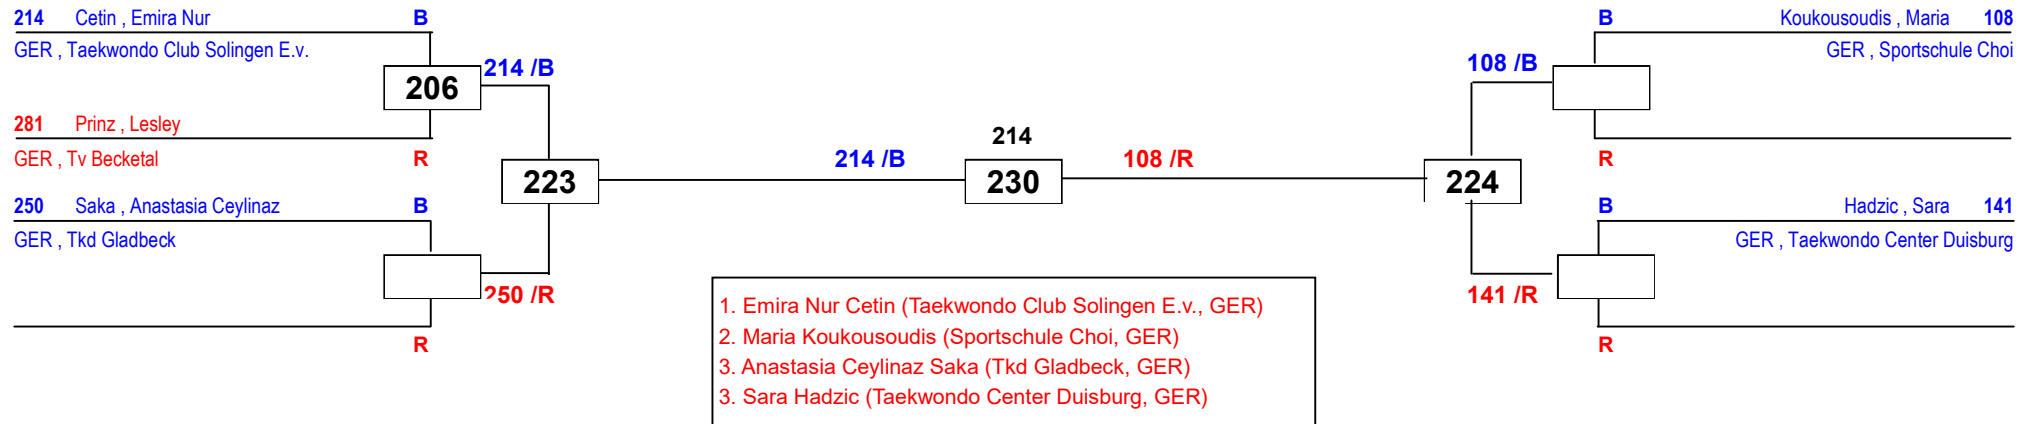 214 Cetin , Emira Nur B
GER , Taekwondo Club Solingen E.v.
206
214 /B
281 Prinz , Lesley
GER , Tv Becketal R
223
250 Saka , Anastasia Ceylinaz B
GER , Tkd Gladbeck
250 /R
R
214 /B
214
230
108 /R
B Koukousoudis , Maria 108
GER , Sportschule Choi
108 /B
R
224
B Hadzic , Sara 141
GER , Taekwondo Center Duisburg
141 /R
R
1. Emira Nur Cetin (Taekwondo Club Solingen E.v., GER)
2. Maria Koukousoudis (Sportschule Choi, GER)
3. Anastasia Ceylinaz Saka (Tkd Gladbeck, GER)
3. Sara Hadzic (Taekwondo Center Duisburg, GER)